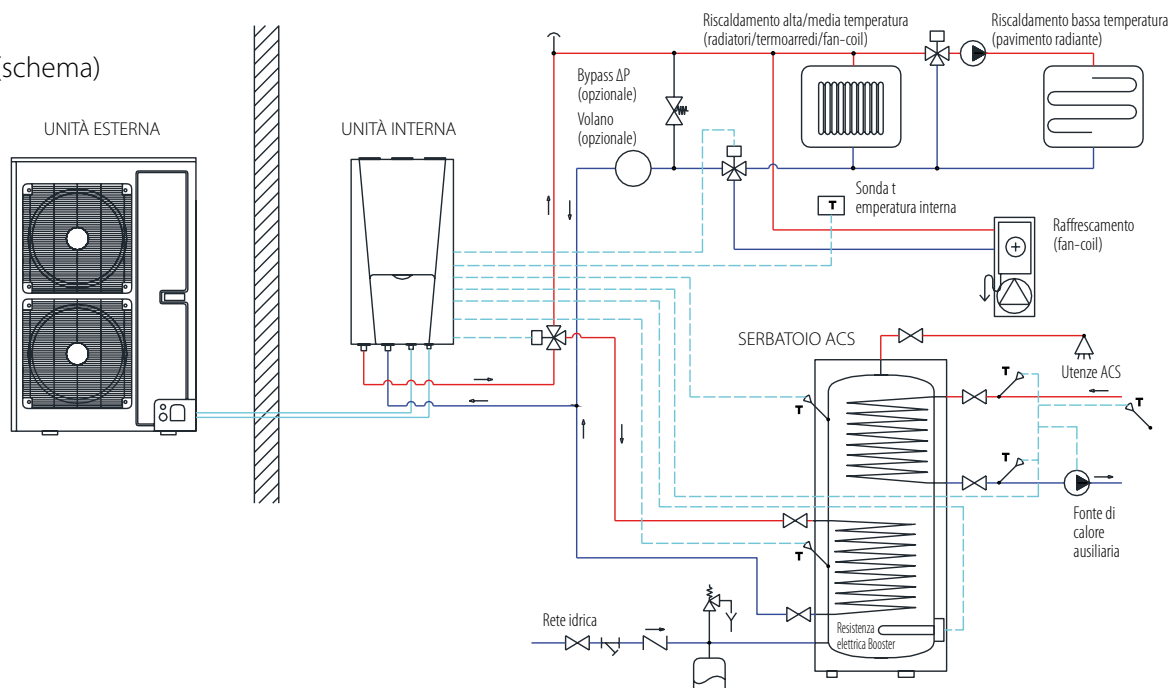 (schema)
UNITÀ ESTERNA
UNITÀ INTERNA
Riscaldamento alta/media temperatura
(radiatori/termoarredi/fan-coil)
Riscaldamento bassa temperatura
(pavimento radiante)
Bypass ΔP
(opzionale)
Volano
(opzionale)
T
Sonda t
emperatura interna
Raffrescamento
(fan-coil)
SERBATOIO ACS
Utenze ACS
T
T
T
T
Fonte di
calore
ausiliaria
T
Rete idrica
Resistenza
elettrica Booster